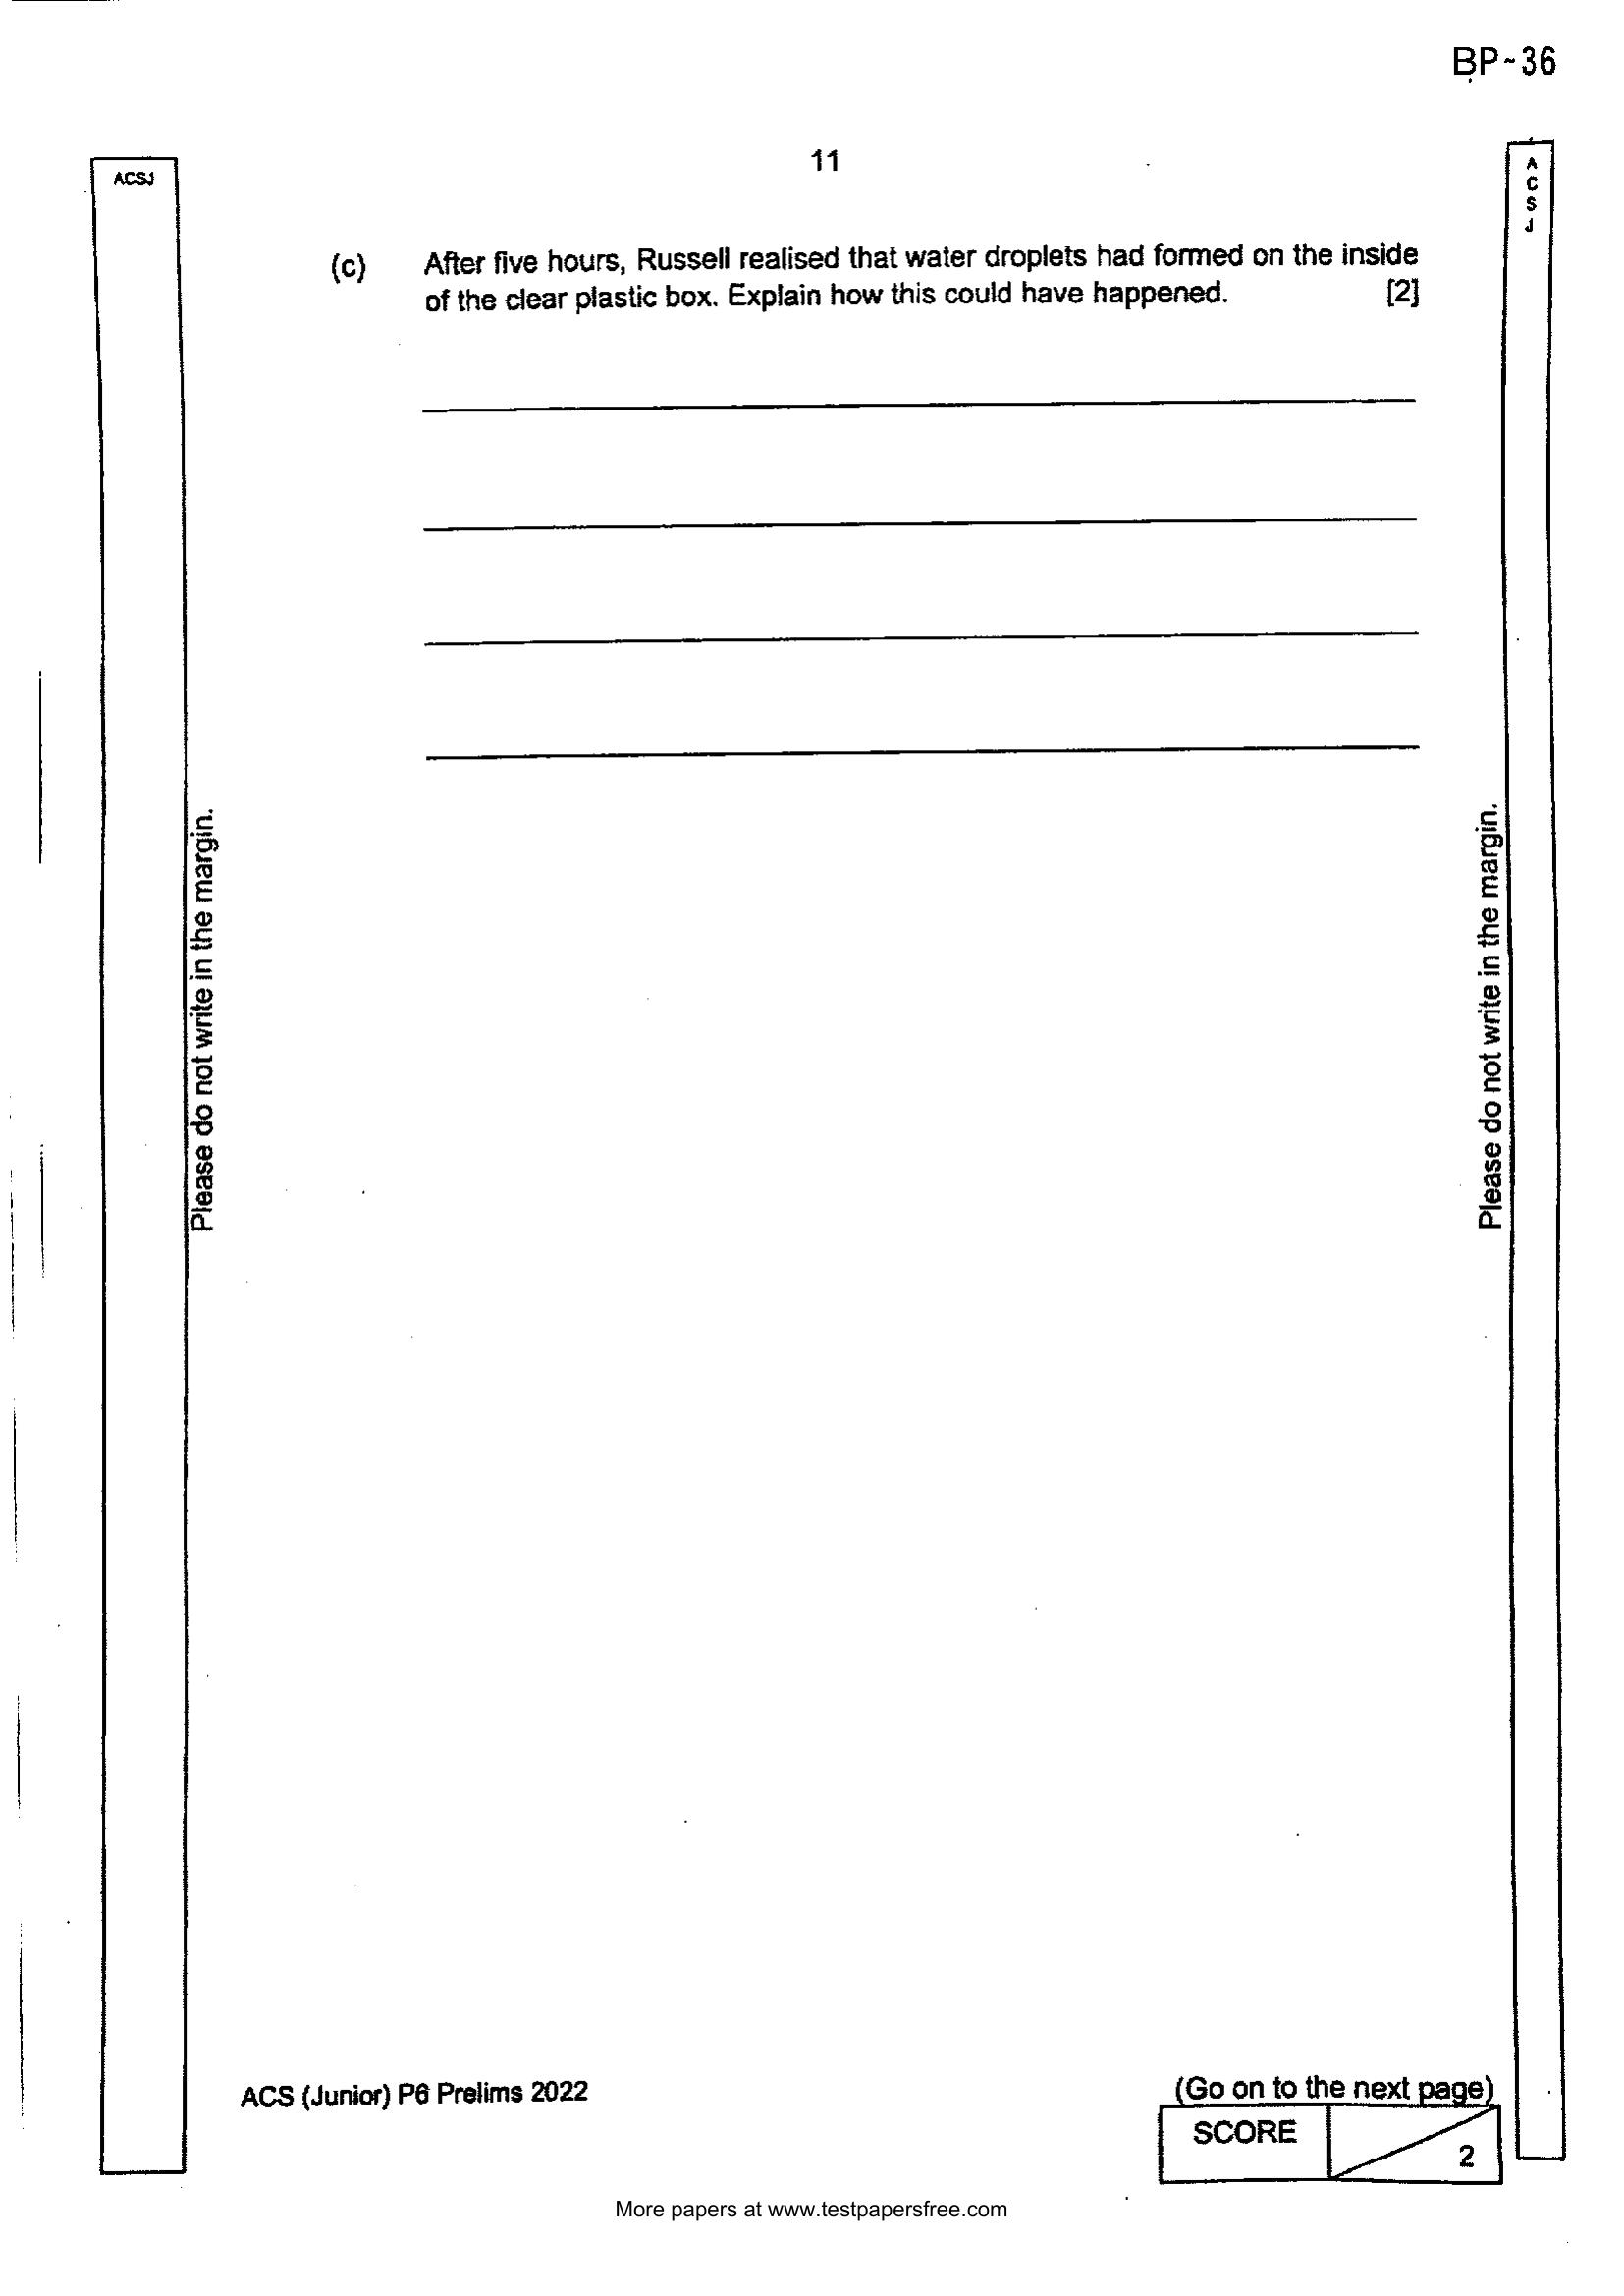 BP-36
11
ACSJ
A
C
S
J
(c) After five hours, Russell realised that water droplets had formed on the inside
of the clear plastic box. Explain how this could have happened. [2]
Please do not write in the margin.
Please do not write in the margin.
ACS (Junior) P6 Prelims 2022
(Go on to the next page)
SCORE
2
More papers at www.testpapersfree.com